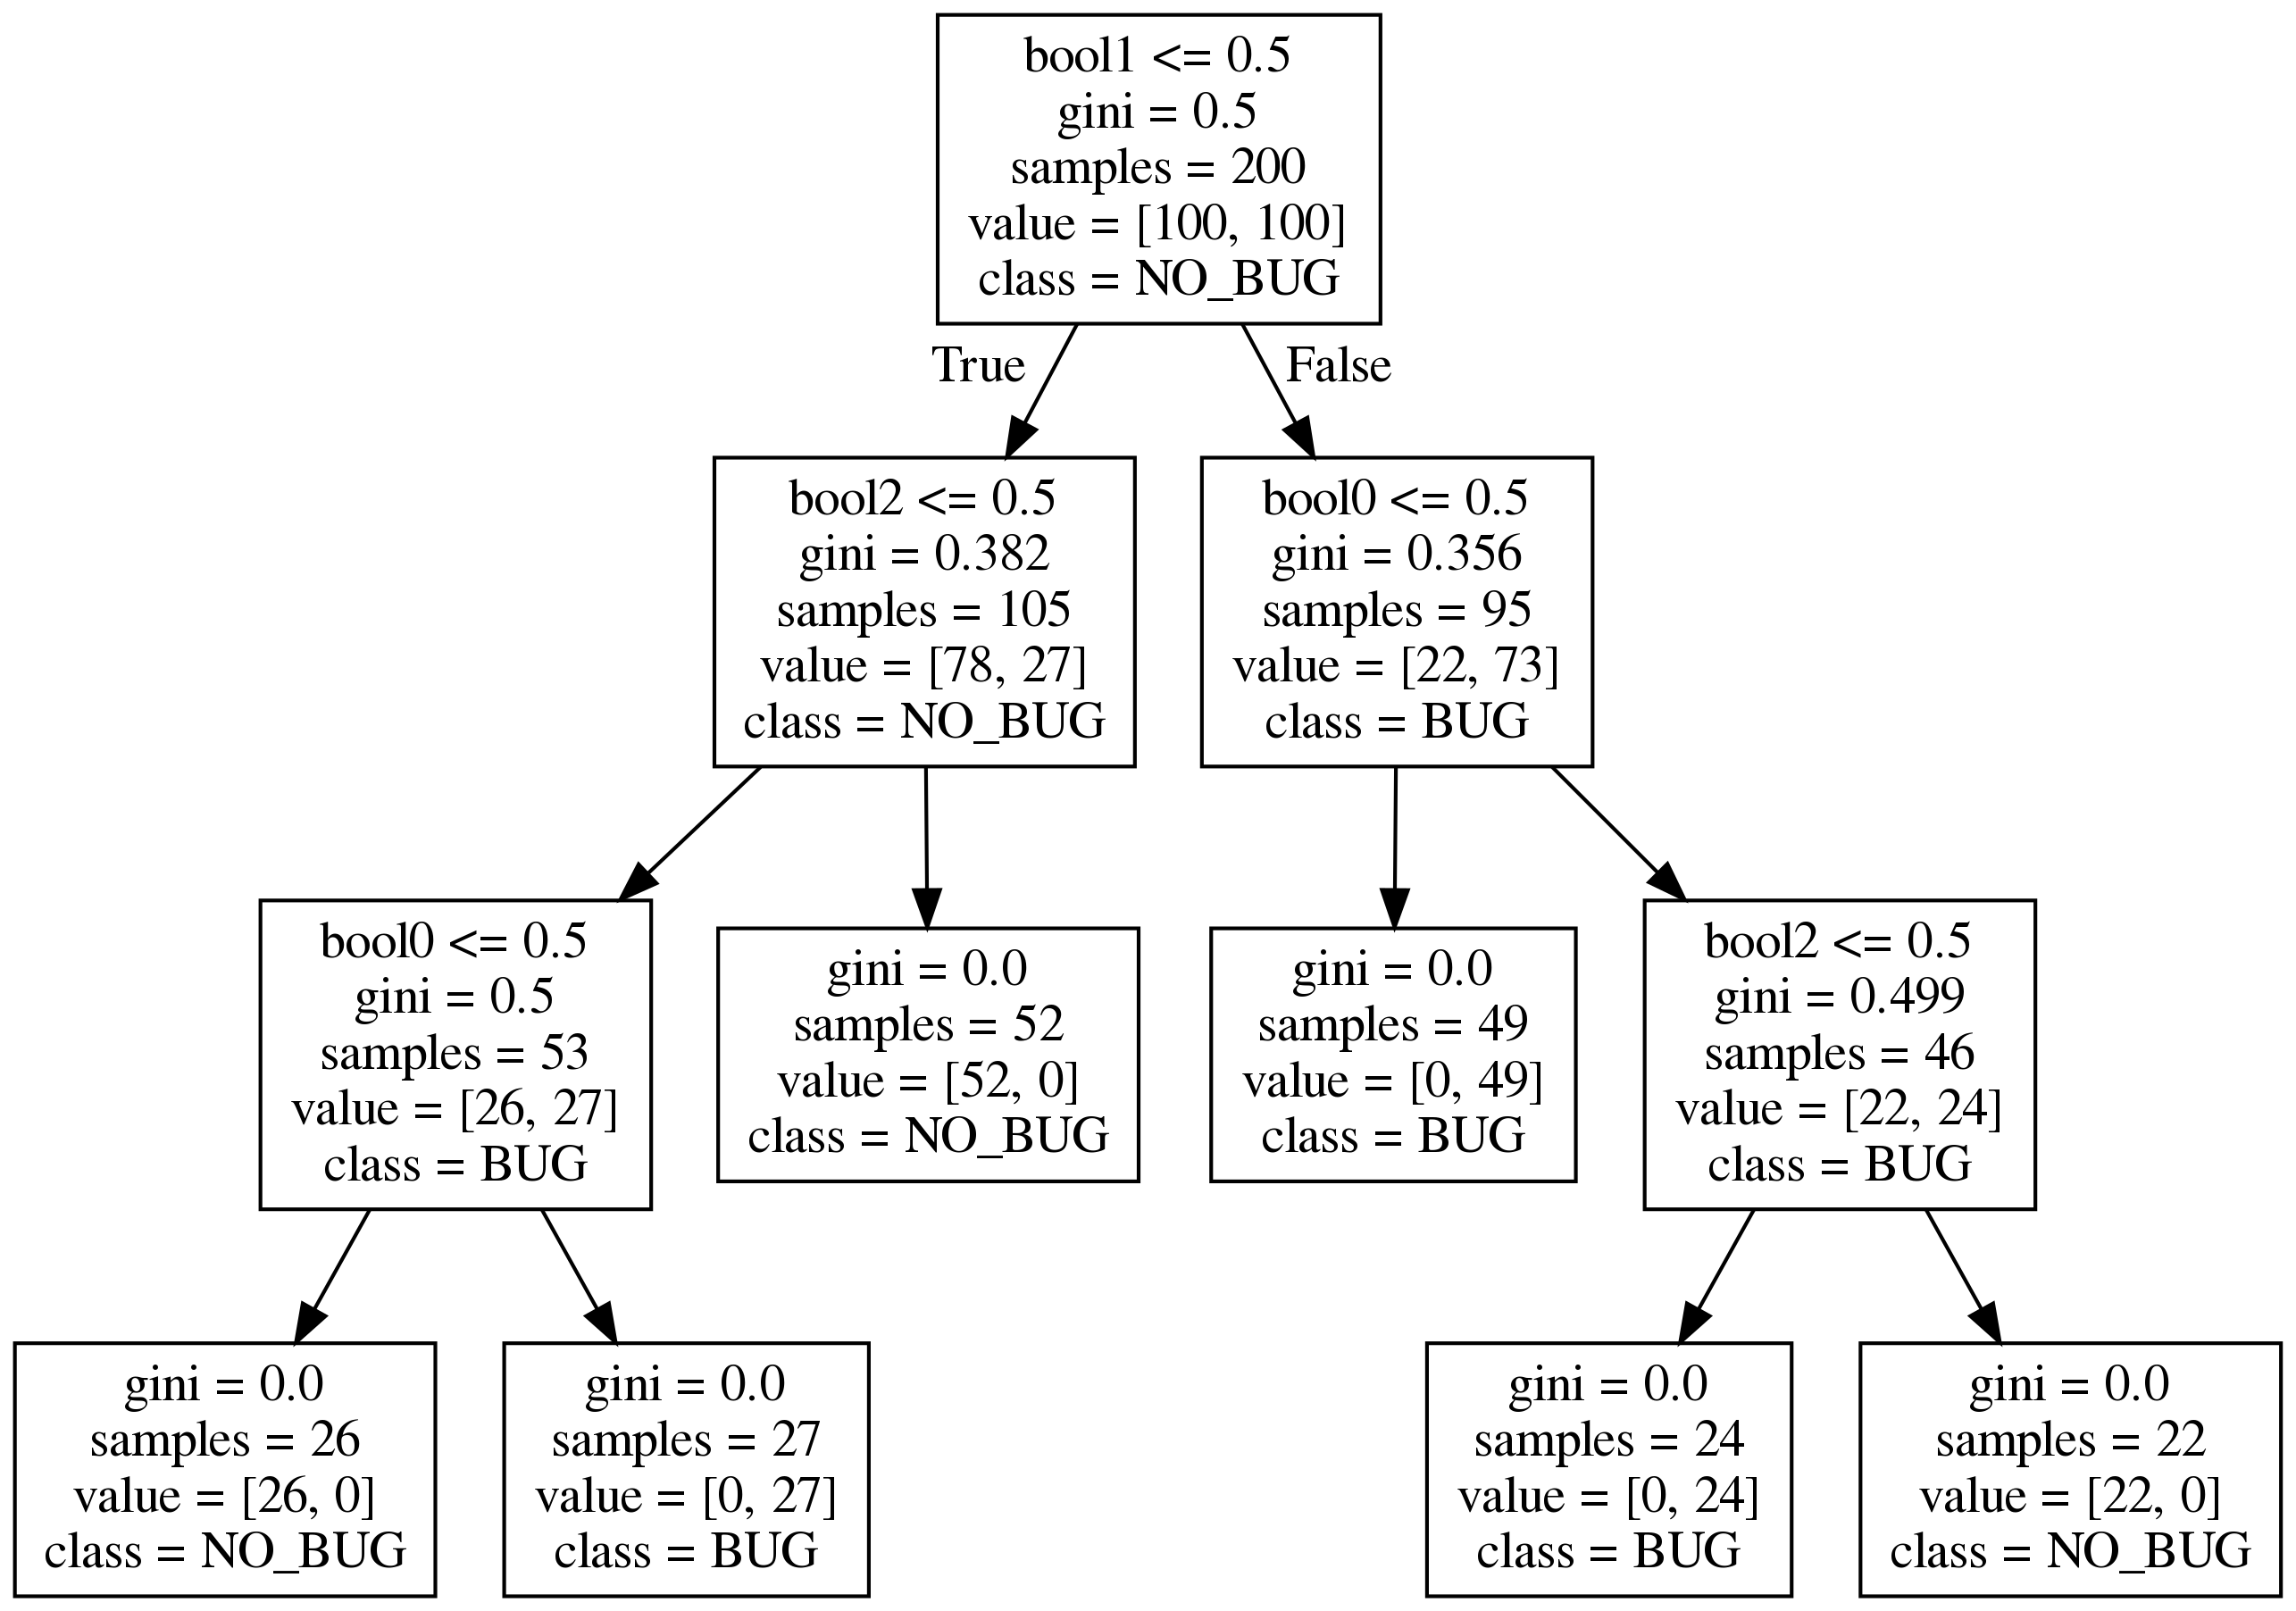 bool1 <= 0.5
gini = 0.5
samples = 200
value = [100, 100]
class = NO_BUG
True
False
bool2 <= 0.5
gini = 0.382
samples = 105
value = [78, 27]
class = NO_BUG
bool0 <= 0.5
gini = 0.356
samples = 95
value = [22, 73]
class = BUG
bool0 <= 0.5
gini = 0.5
samples = 53
value = [26, 27]
class = BUG
gini = 0.0
samples = 52
value = [52, 0]
class = NO_BUG
gini = 0.0
samples = 49
value = [0, 49]
class = BUG
bool2 <= 0.5
gini = 0.499
samples = 46
value = [22, 24]
class = BUG
gini = 0.0
samples = 26
value = [26, 0]
class = NO_BUG
gini = 0.0
samples = 27
value = [0, 27]
class = BUG
gini = 0.0
samples = 24
value = [0, 24]
class = BUG
gini = 0.0
samples = 22
value = [22, 0]
class = NO_BUG